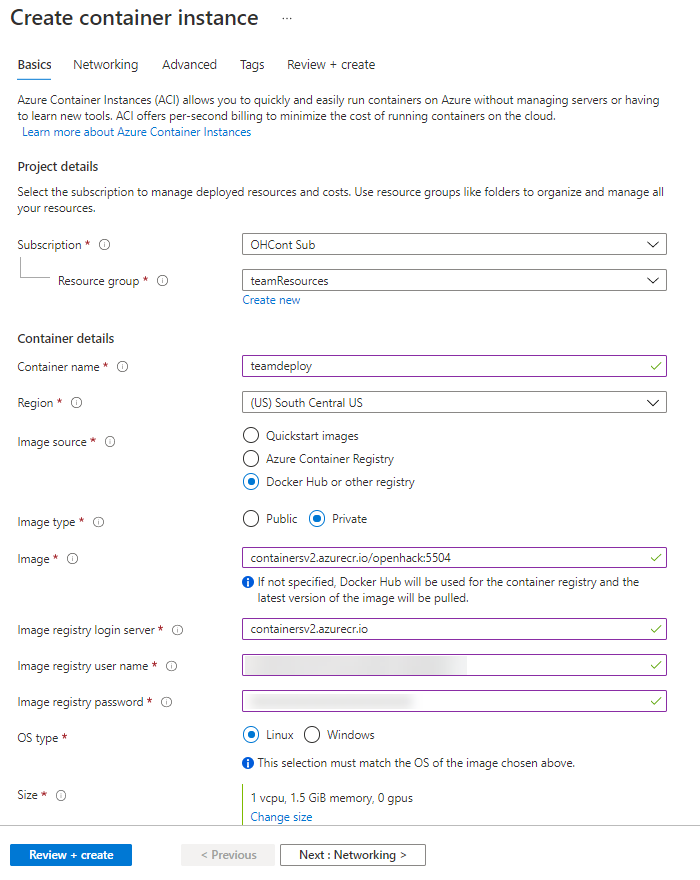 Create container instance ...
Basics Networking Advanced Tags Review + create
Azure Container Instances (ACI) allows you to quickly and easily run containers on Azure without managing servers or having
to learn new tools. ACI offers per-second billing to minimize the cost of running containers on the cloud.
Learn more about Azure Container Instances
Project details
Select the subscription to manage deployed resources and costs. Use resource groups like folders to organize and manage all
your resources.
Subscription * OHCont Sub
Resource group * teamResources
Create new
Container details
Container name * teamdeploy
Region * (US) South Central US
Image source * Quickstart images
Azure Container Registry
Docker Hub or other registry
Image type * Public Private
Image * containersv2.azurecr.io/openhack:5504
If not specified, Docker Hub will be used for the container registry and the
latest version of the image will be pulled.
Image registry login server * containersv2.azurecr.io
Image registry user name *
Image registry password *
OS type * Linux Windows
This selection must match the OS of the image chosen above.
Size * 1 vcpu, 1.5 GiB memory, 0 gpus
Change size
Review + create < Previous Next : Networking >